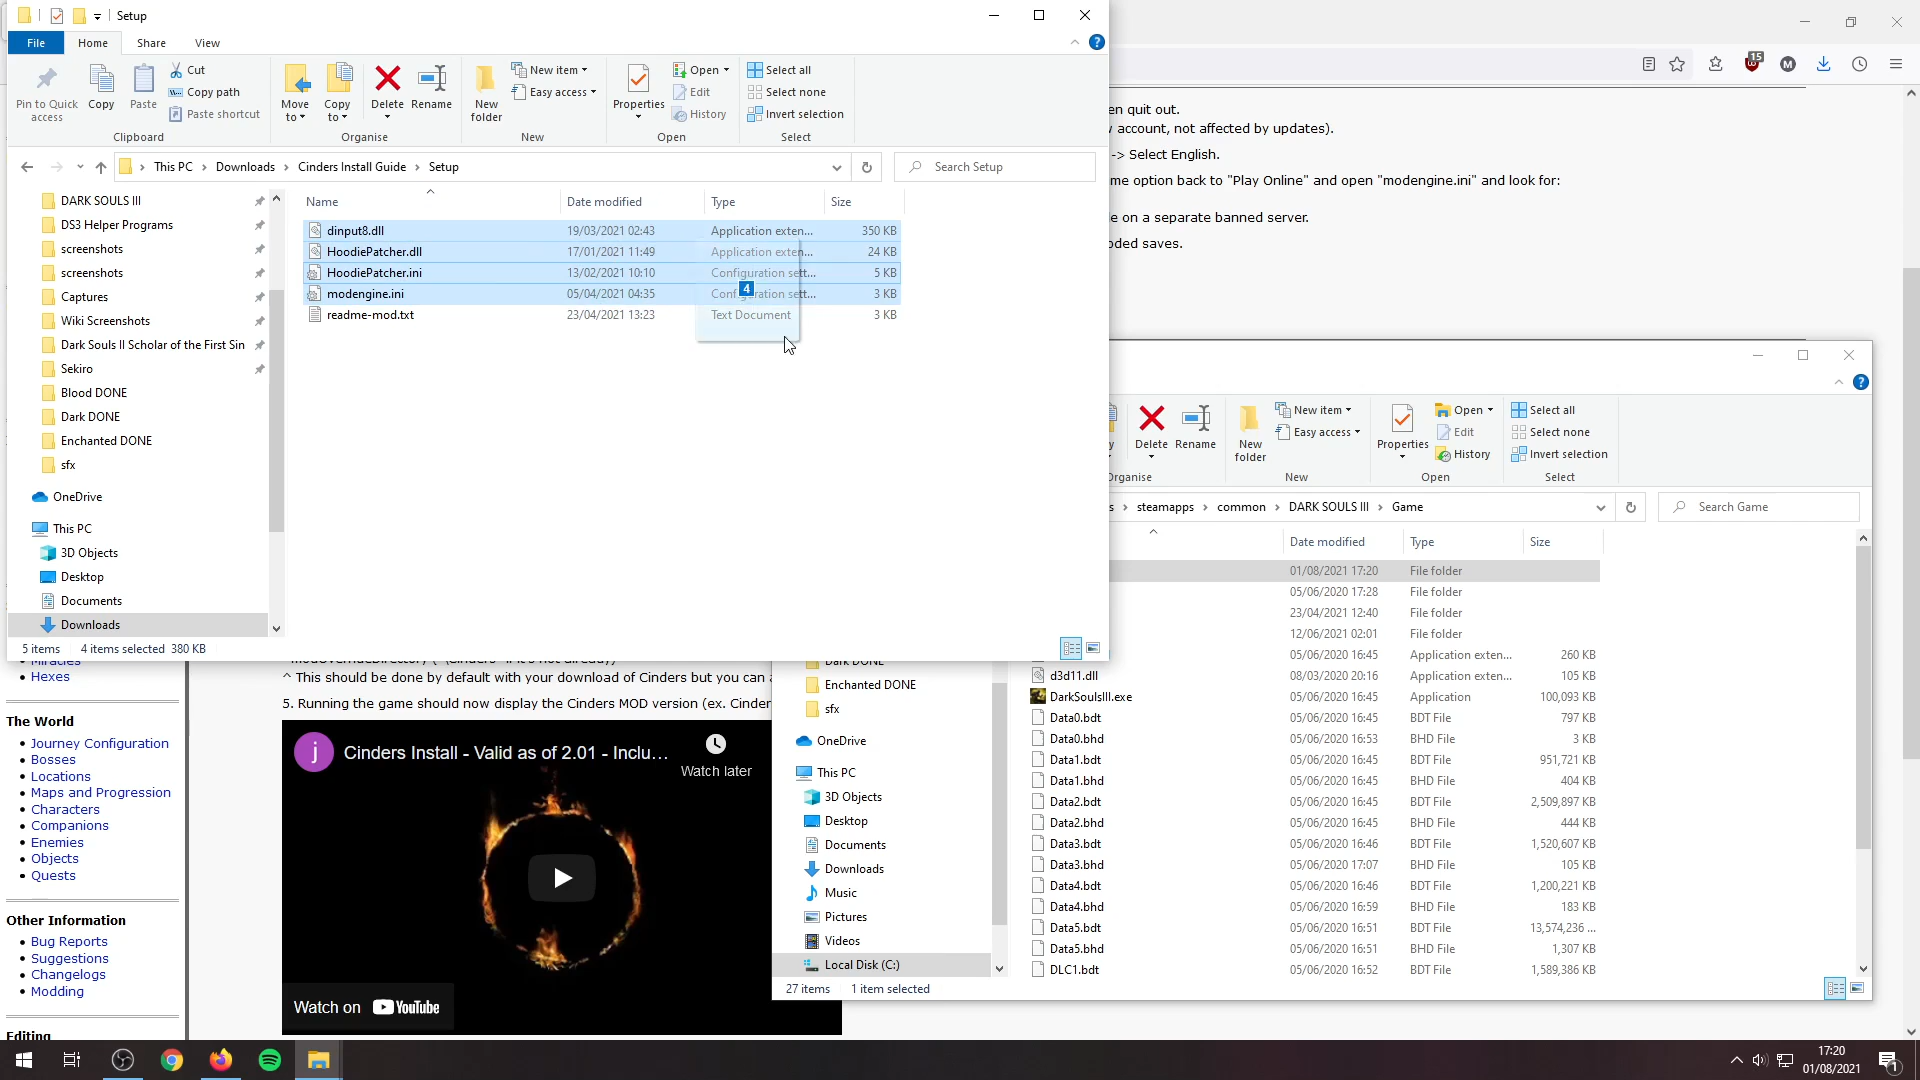 Setup
File
Home
Share
View
Pin to Quick access
Copy
Paste
Cut
Copy path
Paste shortcut
Clipboard
Move to
Copy to
Delete
Rename
Organise
New folder
New item
Easy access
New
Properties
Open
Edit
History
Open
Select all
Select none
Invert selection
Select
This PC > Downloads > Cinders Install Guide > Setup
Search Setup
DARK SOULS III
DS3 Helper Programs
screenshots
screenshots
Captures
Wiki Screenshots
Dark Souls II Scholar of the First Sin
Sekiro
Blood DONE
Dark DONE
Enchanted DONE
sfx
OneDrive
This PC
3D Objects
Desktop
Documents
Downloads
Name Date modified Type Size
dinput8.dll 19/03/2021 02:43 Application exten... 350 KB
HoodiePatcher.dll 17/01/2021 11:49 Application exten... 24 KB
HoodiePatcher.ini 13/02/2021 10:10 Configuration sett... 5 KB
modengine.ini 05/04/2021 04:35 Configuration sett... 3 KB
readme-mod.txt 23/04/2021 13:23 Text Document 3 KB
4
5 items 4 items selected 380 KB
15
M
en quit out.
account, not affected by updates).
-> Select English.
me option back to "Play Online" and open "modengine.ini" and look for:
e on a separate banned server.
oded saves.
Delete
Rename
Organise
New folder
New item
Easy access
New
Properties
Open
Edit
History
Open
Select all
Select none
Invert selection
Select
s > steamapps > common > DARK SOULS III > Game
Search Game
Date modified Type Size
01/08/2021 17:20 File folder
05/06/2020 17:28 File folder
23/04/2021 12:40 File folder
12/06/2021 02:01 File folder
05/06/2020 16:45 Application exten... 260 KB
d3d11.dll 08/03/2020 20:16 Application exten... 105 KB
DarkSoulsIII.exe 05/06/2020 16:45 Application 100,093 KB
Data0.bdt 05/06/2020 16:45 BDT File 797 KB
Data0.bhd 05/06/2020 16:53 BHD File 3 KB
Data1.bdt 05/06/2020 16:45 BDT File 951,721 KB
Data1.bhd 05/06/2020 16:45 BHD File 404 KB
Data2.bdt 05/06/2020 16:45 BDT File 2,509,897 KB
Data2.bhd 05/06/2020 16:45 BHD File 444 KB
Data3.bdt 05/06/2020 16:46 BDT File 1,520,607 KB
Data3.bhd 05/06/2020 17:07 BHD File 105 KB
Data4.bdt 05/06/2020 16:46 BDT File 1,200,221 KB
Data4.bhd 05/06/2020 16:59 BHD File 183 KB
Data5.bdt 05/06/2020 16:51 BDT File 13,574,236 ...
Data5.bhd 05/06/2020 16:51 BHD File 1,307 KB
DLC1.bdt 05/06/2020 16:52 BDT File 1,589,386 KB
Dark DONE
Enchanted DONE
sfx
OneDrive
This PC
3D Objects
Desktop
Documents
Downloads
Music
Pictures
Videos
Local Disk (C:)
27 items 1 item selected
Miracles
Hexes
The World
Journey Configuration
Bosses
Locations
Maps and Progression
Characters
Companions
Enemies
Objects
Quests
Other Information
Bug Reports
Suggestions
Changelogs
Modding
Editing
^ This should be done by default with your download of Cinders but you can
5. Running the game should now display the Cinders MOD version (ex. Cinder
j
Cinders Install - Valid as of 2.01 - Inclu...
Watch later
Watch on YouTube
17:20
01/08/2021
1